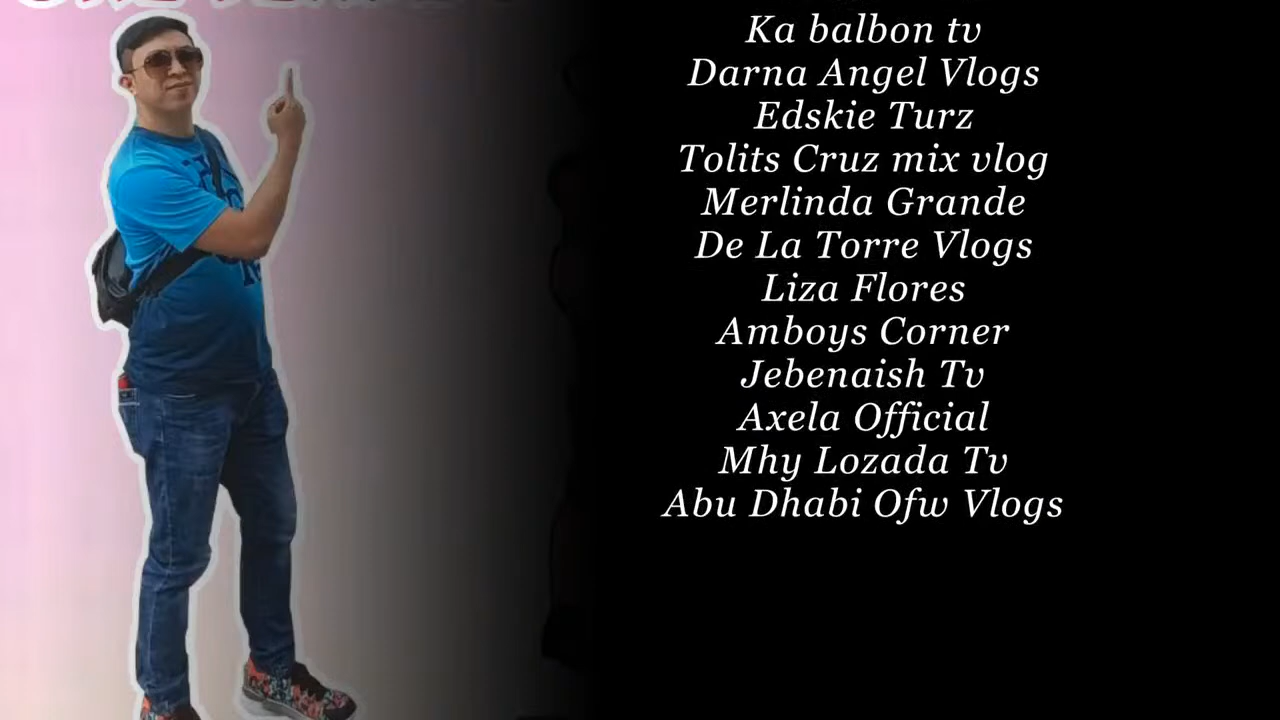 Ka balbon tv
Darna Angel Vlogs
Edskie Turz
Tolits Cruz mix vlog
Merlinda Grande
De La Torre Vlogs
Liza Flores
Amboys Corner
Jebenaish Tv
Axela Official
Mhy Lozada Tv
Abu Dhabi Ofw Vlogs